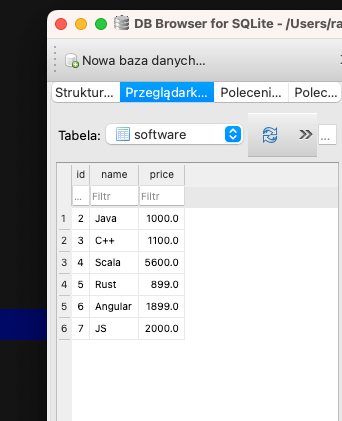 DB Browser for SQLite - /Users/ra
Nowa baza danych...
Struktur... Przeglądark... Poleceni... Polec...
Tabela: software ...
id name price
... Filtr Filtr
1 2 Java 1000.0
2 3 C++ 1100.0
3 4 Scala 5600.0
4 5 Rust 899.0
5 6 Angular 1899.0
6 7 JS 2000.0